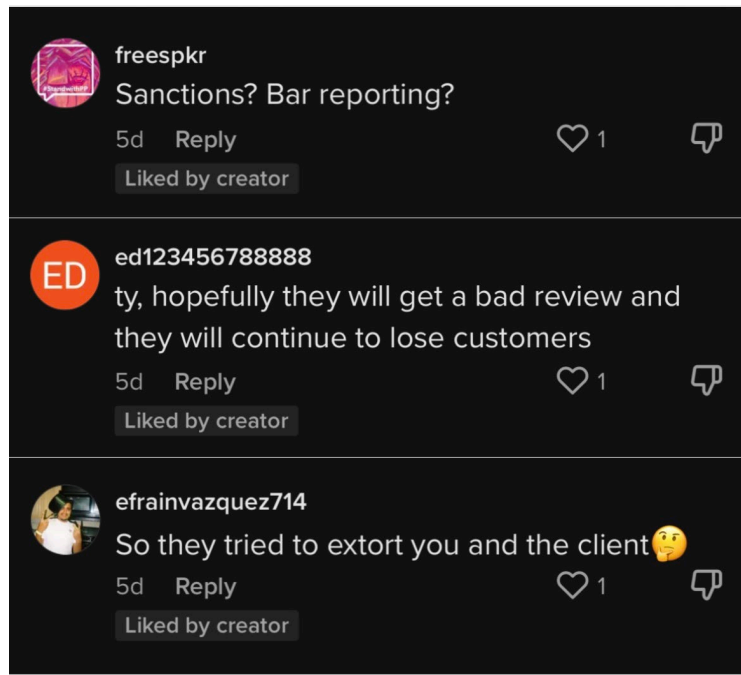 freespkr
Sanctions? Bar reporting?
5d Reply 1
Liked by creator
ED
ed123456788888
ty, hopefully they will get a bad review and
they will continue to lose customers
5d Reply 1
Liked by creator
efrainvazquez714
So they tried to extort you and the client🤔
5d Reply 1
Liked by creator